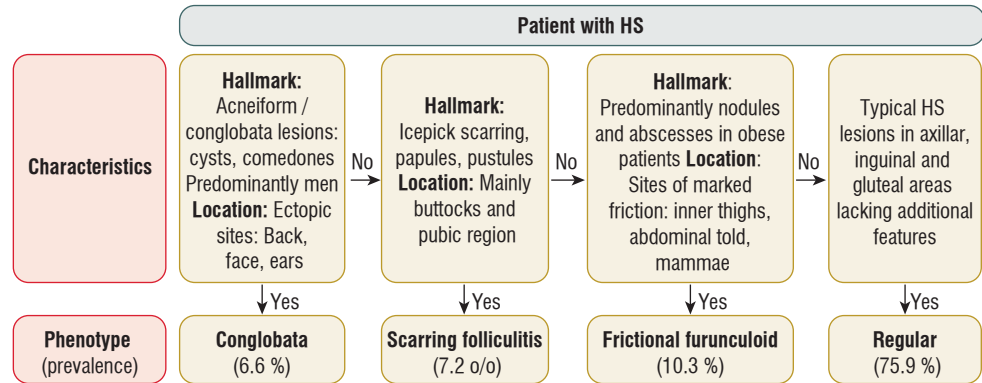 Patient with HS
Characteristics
Hallmark:
Acneiform /
conglobata lesions:
cysts, comedones
Predominantly men
Location: Ectopic
sites: Back,
face, ears
No
Hallmark:
Icepick scarring,
papules, pustules
Location: Mainly
buttocks and
pubic region
No
Hallmark:
Predominantly nodules
and abscesses in obese
patients Location:
Sites of marked
friction: inner thighs,
abdominal told,
mammae
No
Typical HS
lesions in axillar,
inguinal and
gluteal areas
lacking additional
features
Yes
Yes
Yes
Yes
Phenotype
(prevalence)
Conglobata
(6.6 %)
Scarring folliculitis
(7.2 o/o)
Frictional furunculoid
(10.3 %)
Regular
(75.9 %)